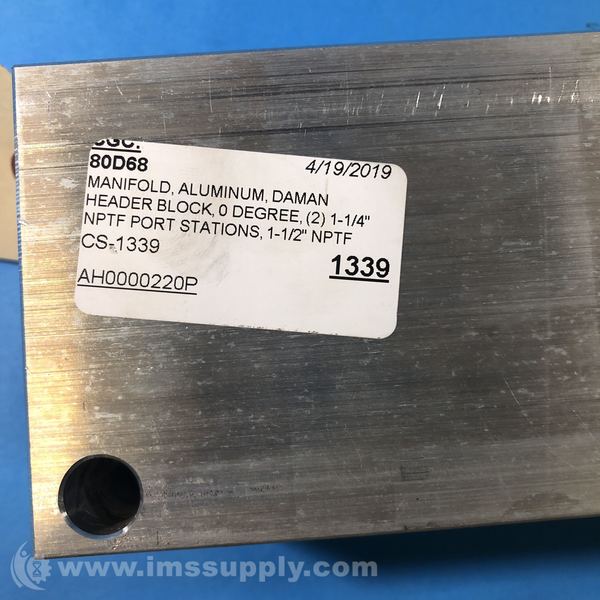 80D68 4/19/2019
MANIFOLD, ALUMINUM, DAMAN
HEADER BLOCK, 0 DEGREE, (2) 1-1/4"
NPTF PORT STATIONS, 1-1/2" NPTF
CS-1339
1339
AH0000220P
www.imssupply.com